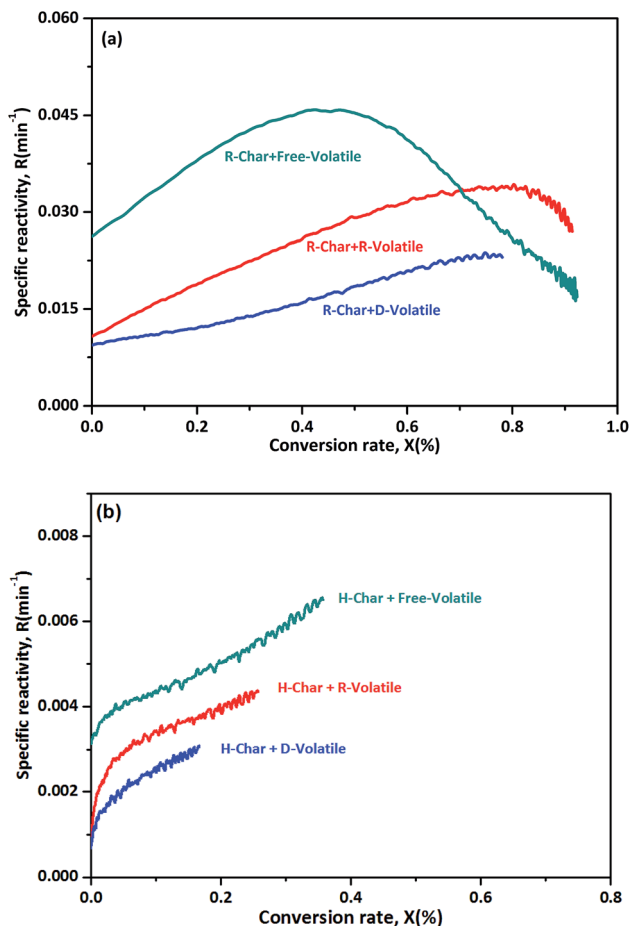 (a)
0.060
0.045
0.030
0.015
0.000
Specific reactivity, R(min⁻¹)
R-Char+Free-Volatile
R-Char+R-Volatile
R-Char+D-Volatile
0.0 0.2 0.4 0.6 0.8 1.0
Conversion rate, X(%)
(b)
0.008
0.006
0.004
0.002
0.000
Specific reactivity, R(min⁻¹)
H-Char + Free-Volatile
H-Char + R-Volatile
H-Char + D-Volatile
0.0 0.2 0.4 0.6 0.8
Conversion rate, X(%)